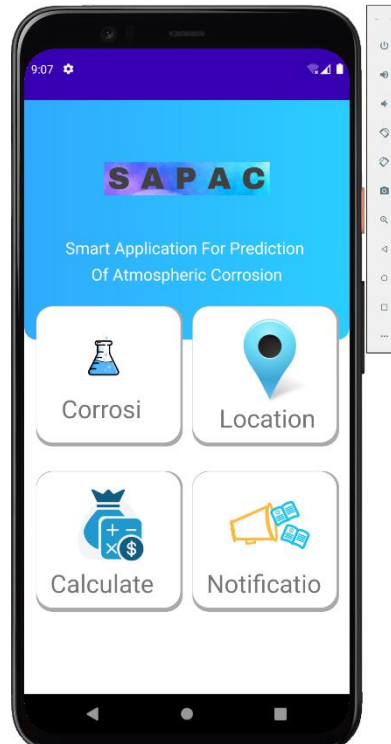 9:07
SAPAC
Smart Application For Prediction
Of Atmospheric Corrosion
Corrosi
Location
Calculate
Notificatio